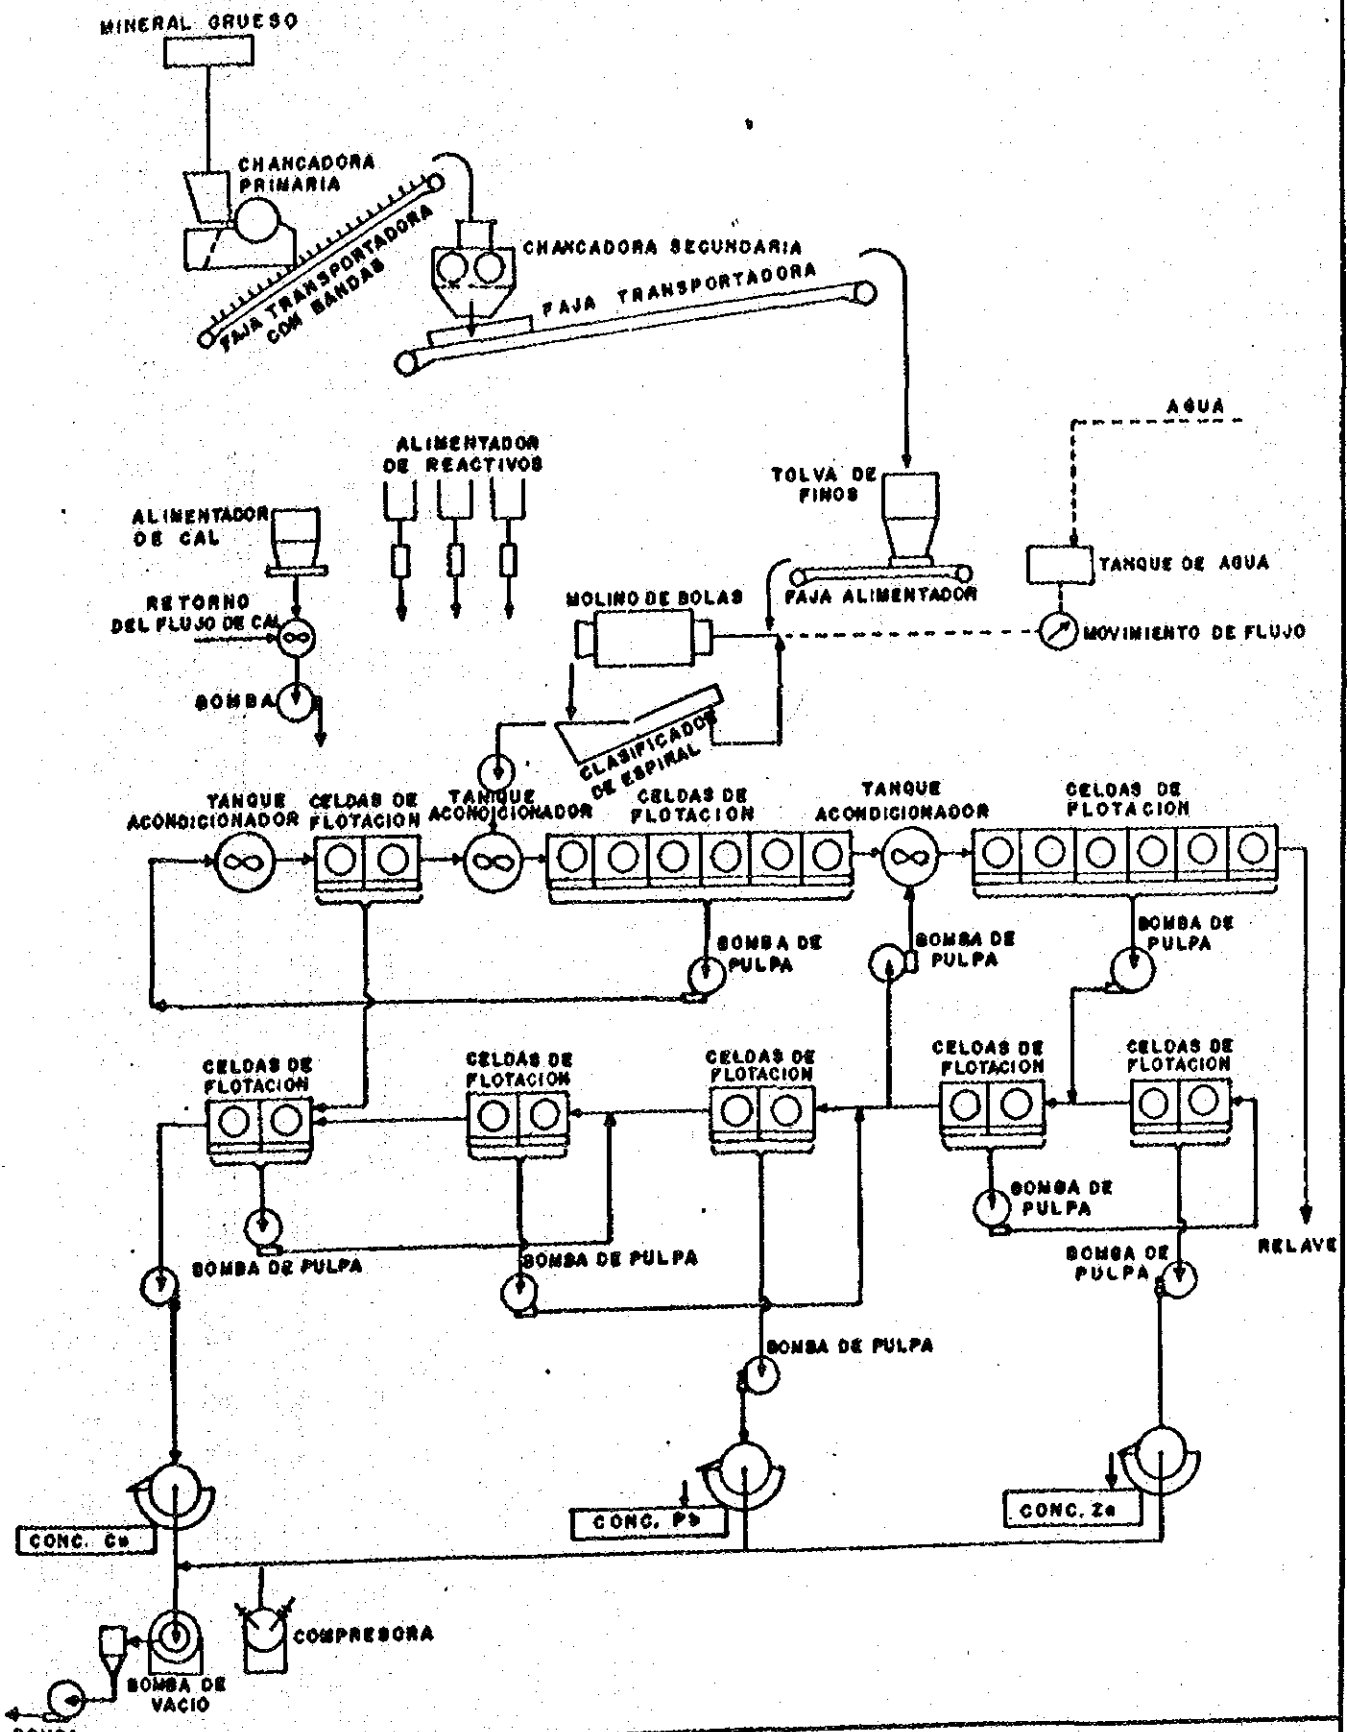 MINERAL GRUESO
CHANCADORA
PRIMARIA
FAJA TRANSPORTADORA
CON BANDAS
CHANCADORA SECUNDARIA
FAJA TRANSPORTADORA
AGUA
ALIMENTADOR
DE REACTIVOS
TOLVA DE
FINOS
ALIMENTADOR
DE CAL
TANQUE DE AGUA
RETORNO
DEL FLUJO DE CAL
MOLINO DE BOLAS
FAJA ALIMENTADOR
MOVIMIENTO DE FLUJO
BOMBA
CLASIFICADOR
DE ESPIRAL
TANQUE
ACONDICIONADOR
CELDAS DE
FLOTACION
TANQUE
ACONDICIONADOR
CELDAS DE
FLOTACION
TANQUE
ACONDICIONADOR
CELDAS DE
FLOTACION
BOMBA DE
PULPA
BOMBA DE
PULPA
BOMBA DE
PULPA
CELDAS DE
FLOTACION
CELDAS DE
FLOTACION
CELDAS DE
FLOTACION
CELDAS DE
FLOTACION
CELDAS DE
FLOTACION
BOMBA DE
PULPA
RELAVE
BOMBA DE PULPA
BOMBA DE PULPA
BOMBA DE
PULPA
BOMBA DE PULPA
CONC. Cu
CONC. Pb
CONC. Zn
COMPRESORA
BOMBA DE
VACIO